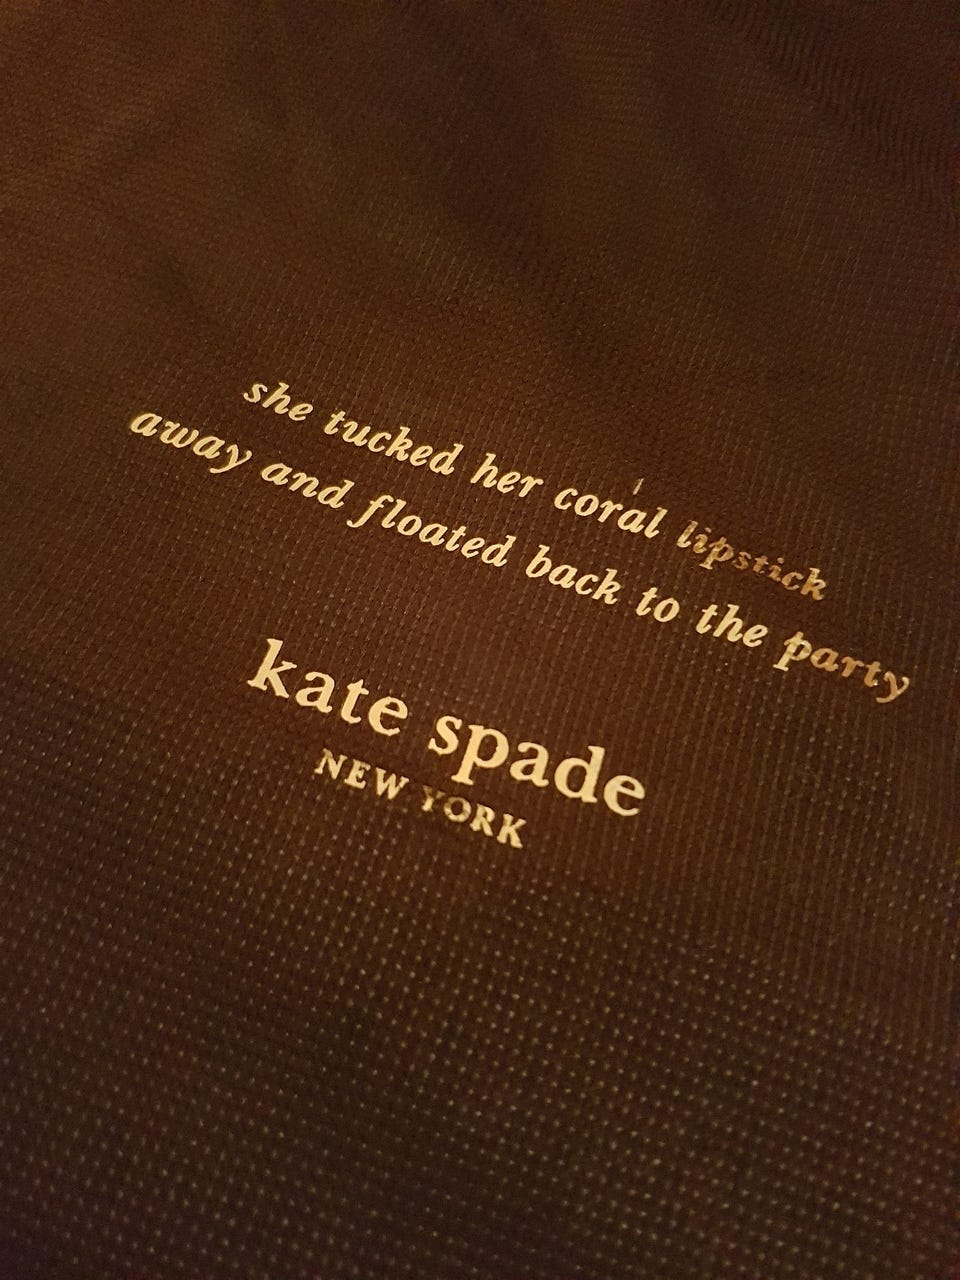 she tucked her coral lipstick
away and floated back to the party
kate spade
NEW YORK